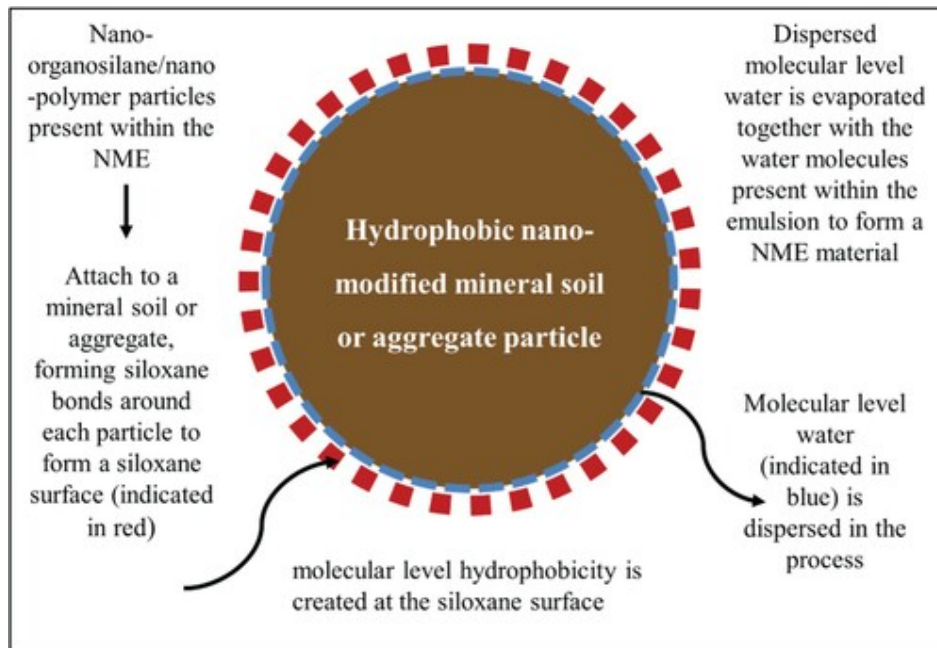 Nano-
organosilane/nano
-polymer particles
present within the
NME
Attach to a
mineral soil or
aggregate,
forming siloxane
bonds around
each particle to
form a siloxane
surface (indicated
in red)
Hydrophobic nano-
modified mineral soil
or aggregate particle
molecular level hydrophobicity is
created at the siloxane surface
Dispersed
molecular level
water is evaporated
together with the
water molecules
present within the
emulsion to form a
NME material
Molecular level
water
(indicated in
blue) is
dispersed in the
process